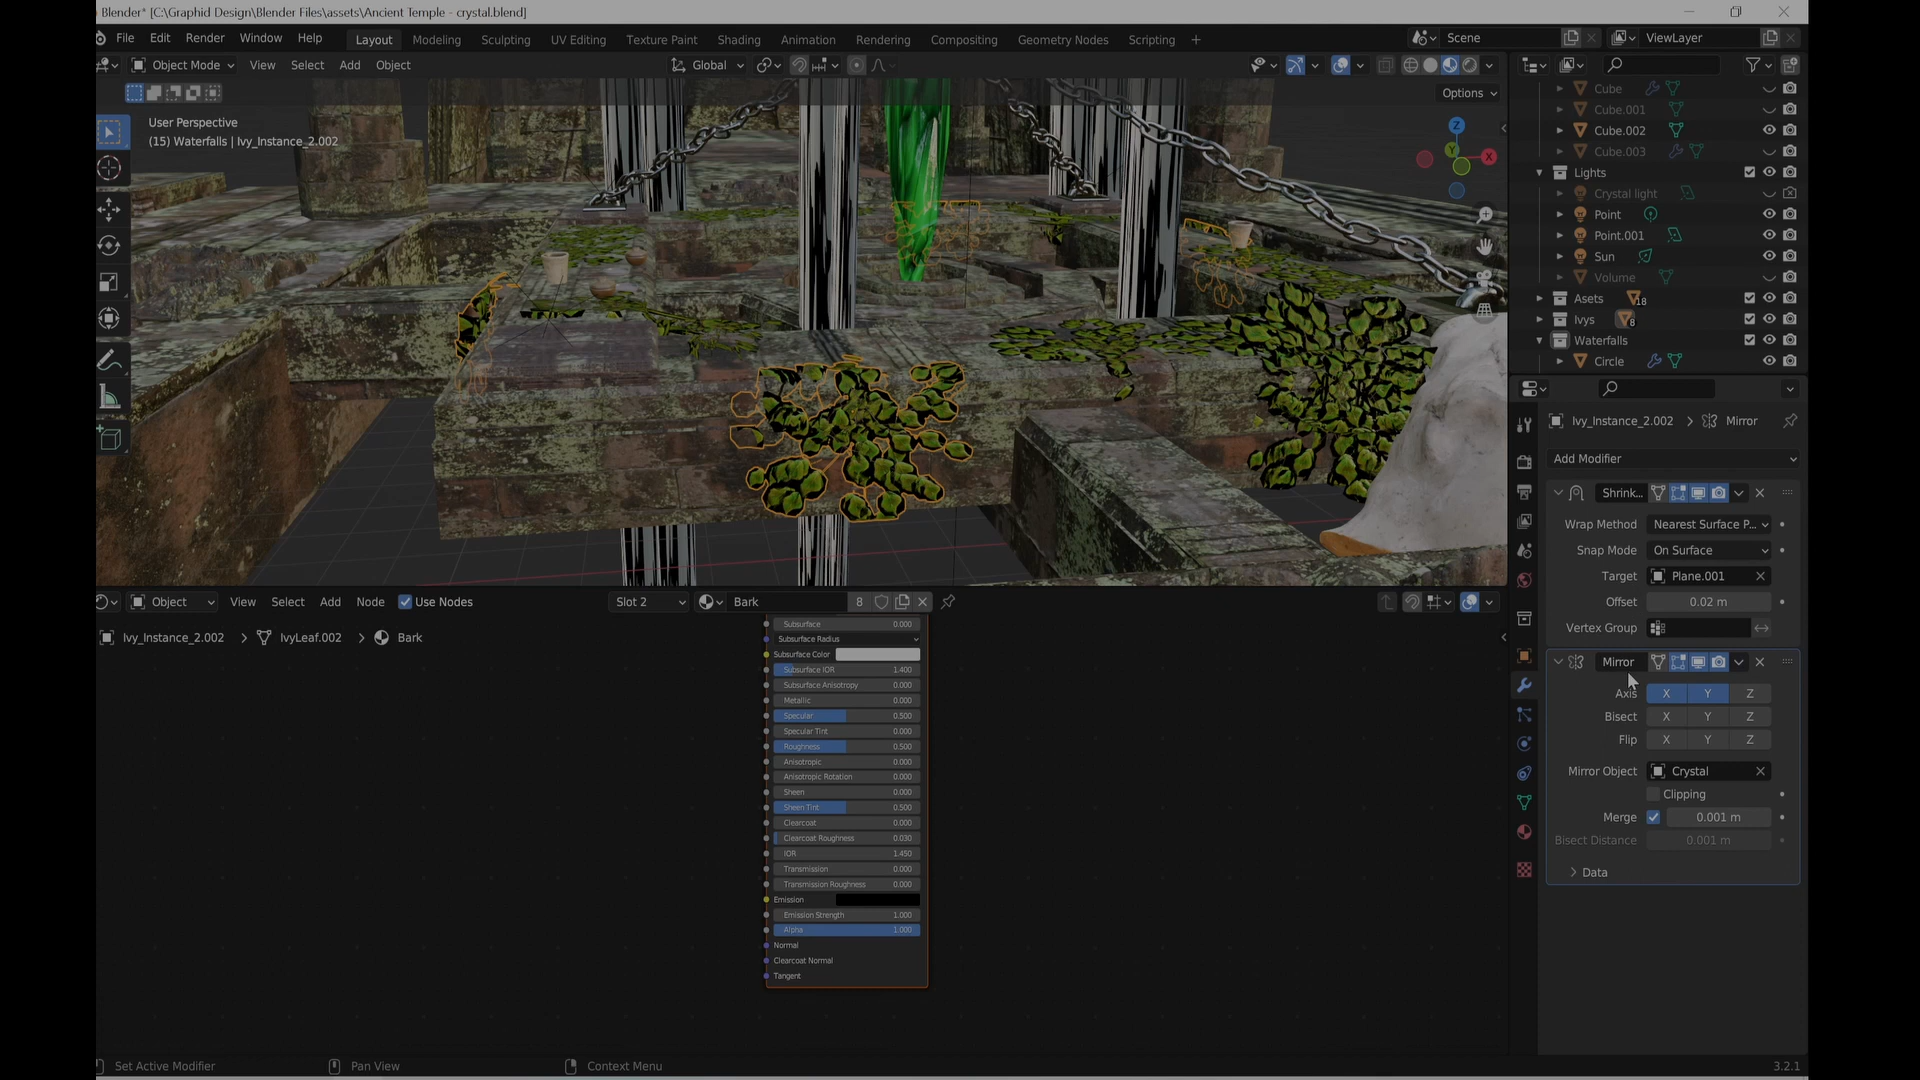 Blender* [C:\Graphid Design\Blender Files\assets\Ancient Temple - crystal.blend]
File Edit Render Window Help Layout Modeling Sculpting UV Editing Texture Paint Shading Animation Rendering Compositing Geometry Nodes Scripting + Scene ViewLayer
Object Mode View Select Add Object Global
Options
User Perspective
(15) Waterfalls | Ivy_Instance_2.002
Z
Y
X
Cube
Cube.001
Cube.002
Cube.003
Lights
Crystal light
Point
Point.001
Sun
Volume
Asets 18
Ivys 8
Waterfalls
Circle
Ivy_Instance_2.002 > Mirror
Add Modifier
Shrink...
Wrap Method Nearest Surface P...
Snap Mode On Surface
Target Plane.001
Offset 0.02 m
Vertex Group
Mirror
Axis X Y Z
Bisect X Y Z
Flip X Y Z
Mirror Object Crystal
Clipping
Merge 0.001 m
Bisect Distance 0.001 m
Data
Object View Select Add Node Use Nodes Slot 2 Bark 8
Ivy_Instance_2.002 > IvyLeaf.002 > Bark
Subsurface 0.000
Subsurface Radius
Subsurface Color
Subsurface IOR 1.400
Subsurface Anisotropy 0.000
Metallic 0.000
Specular 0.500
Specular Tint 0.000
Roughness 0.500
Anisotropic 0.000
Anisotropic Rotation 0.000
Sheen 0.000
Sheen Tint 0.500
Clearcoat 0.000
Clearcoat Roughness 0.030
IOR 1.450
Transmission 0.000
Transmission Roughness 0.000
Emission
Emission Strength 1.000
Alpha 1.000
Normal
Clearcoat Normal
Tangent
Set Active Modifier Pan View Context Menu 3.2.1